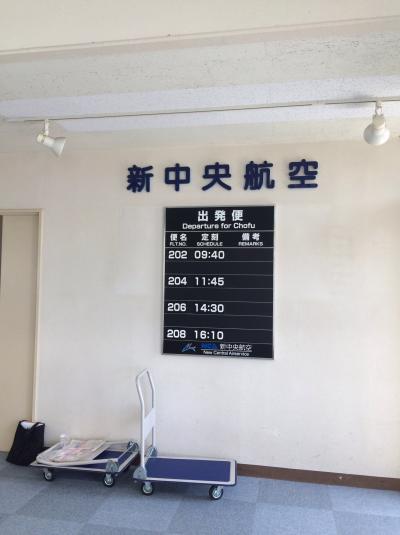 新中央航空
出発便
Departure for Chofu
便名 定刻 備考
FLT.NO. SCHEDULE REMARKS
202 09:40
204 11:45
206 14:30
208 16:10
NCA 新中央航空
New Central Airservice